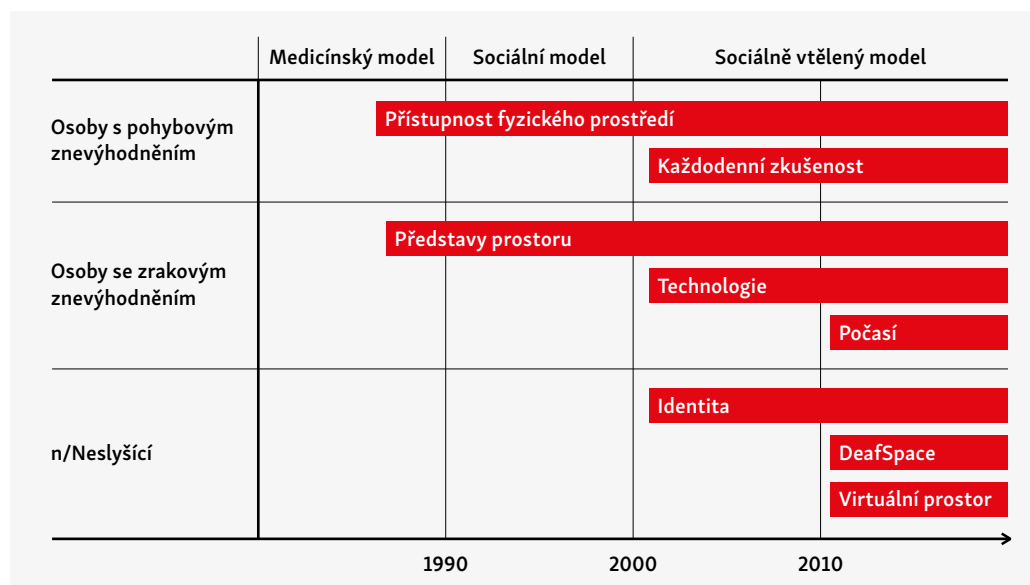 Medicínský model
Sociální model
Sociálně vtělený model
Osoby s pohybovým
znevýhodněním
Přístupnost fyzického prostředí
Každodenní zkušenost
Osoby se zrakovým
znevýhodněním
Představy prostoru
Technologie
Počasí
n/Neslyšící
Identita
DeafSpace
Virtuální prostor
1990
2000
2010